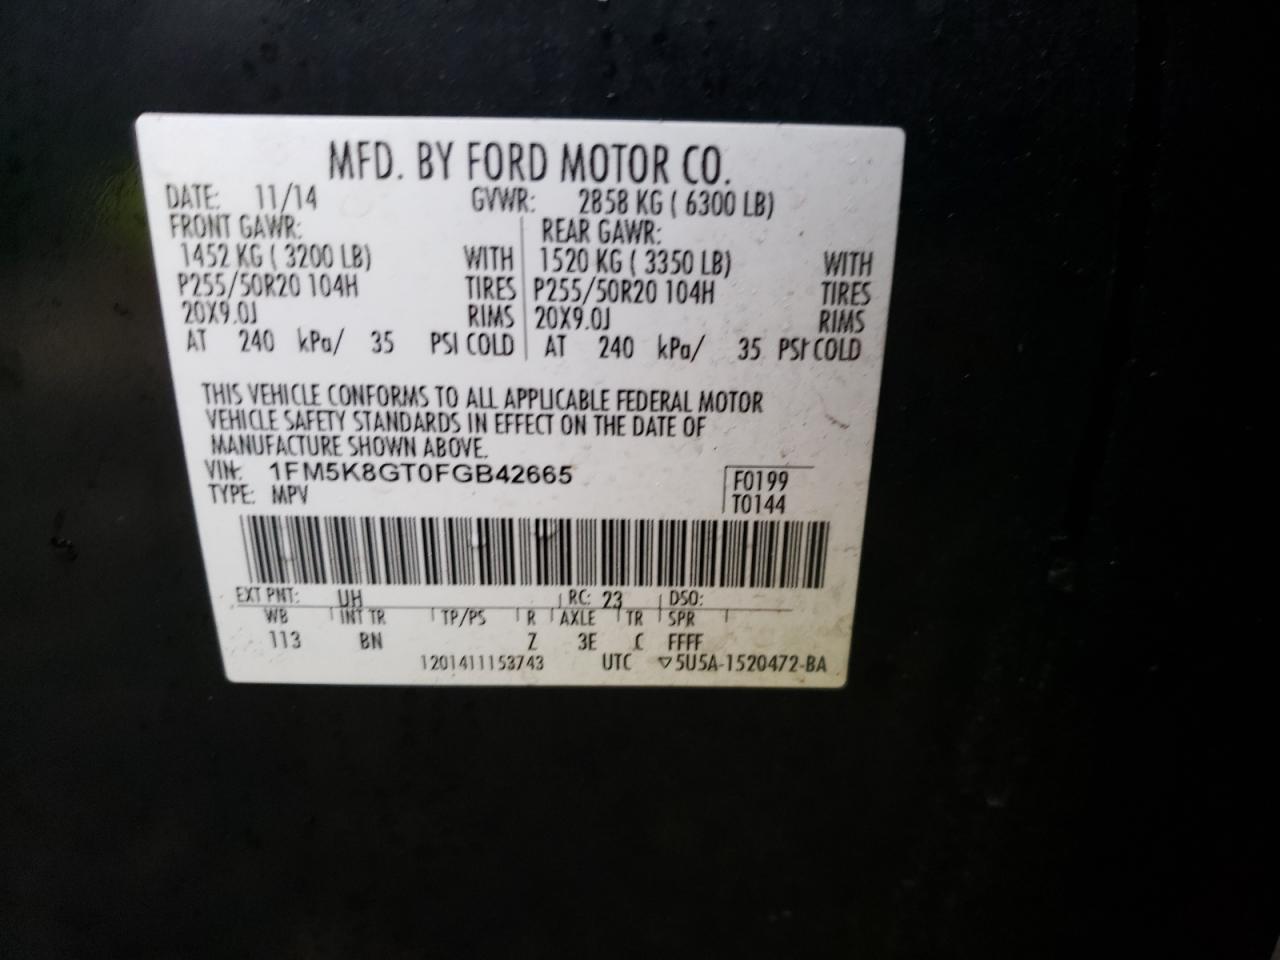 MFD. BY FORD MOTOR CO.
DATE: 11/14 GVWR: 2858 KG ( 6300 LB)
FRONT GAWR: REAR GAWR:
1452 KG ( 3200 LB) WITH 1520 KG ( 3350 LB) WITH
P255/50R20 104H TIRES P255/50R20 104H TIRES
20X9.0J RIMS 20X9.0J RIMS
AT 240 kPa/ 35 PSI COLD AT 240 kPa/ 35 PSI COLD
THIS VEHICLE CONFORMS TO ALL APPLICABLE FEDERAL MOTOR
VEHICLE SAFETY STANDARDS IN EFFECT ON THE DATE OF
MANUFACTURE SHOWN ABOVE.
VIN: 1FM5K8GT0FGB42665 F0199
TYPE: MPV T0144
EXT PNT: UH RC: 23 DSO:
WB INT TR TP/PS R AXLE TR SPR
113 BN Z 3E C FFFF
1201411153743 UTC ▽5U5A-1520472-BA